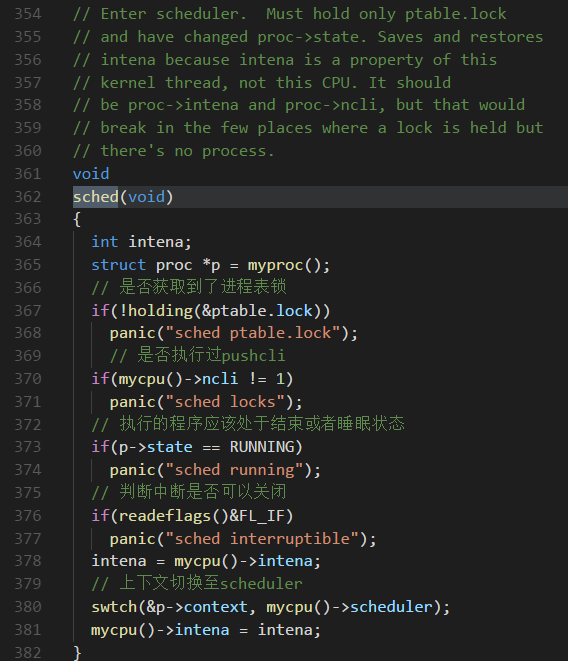 354 // Enter scheduler.  Must hold only ptable.lock
355 // and have changed proc->state. Saves and restores
356 // intena because intena is a property of this
357 // kernel thread, not this CPU. It should
358 // be proc->intena and proc->ncli, but that would
359 // break in the few places where a lock is held but
360 // there's no process.
361 void
362 sched(void)
363 {
364   int intena;
365   struct proc *p = myproc();
366   // 是否获取到了进程表锁
367   if(!holding(&ptable.lock))
368     panic("sched ptable.lock");
369     // 是否执行过pushcli
370   if(mycpu()->ncli != 1)
371     panic("sched locks");
372   // 执行的程序应该处于结束或者睡眠状态
373   if(p->state == RUNNING)
374     panic("sched running");
375   // 判断中断是否可以关闭
376   if(readeflags()&FL_IF)
377     panic("sched interruptible");
378   intena = mycpu()->intena;
379   // 上下文切换至scheduler
380   swtch(&p->context, mycpu()->scheduler);
381   mycpu()->intena = intena;
382 }